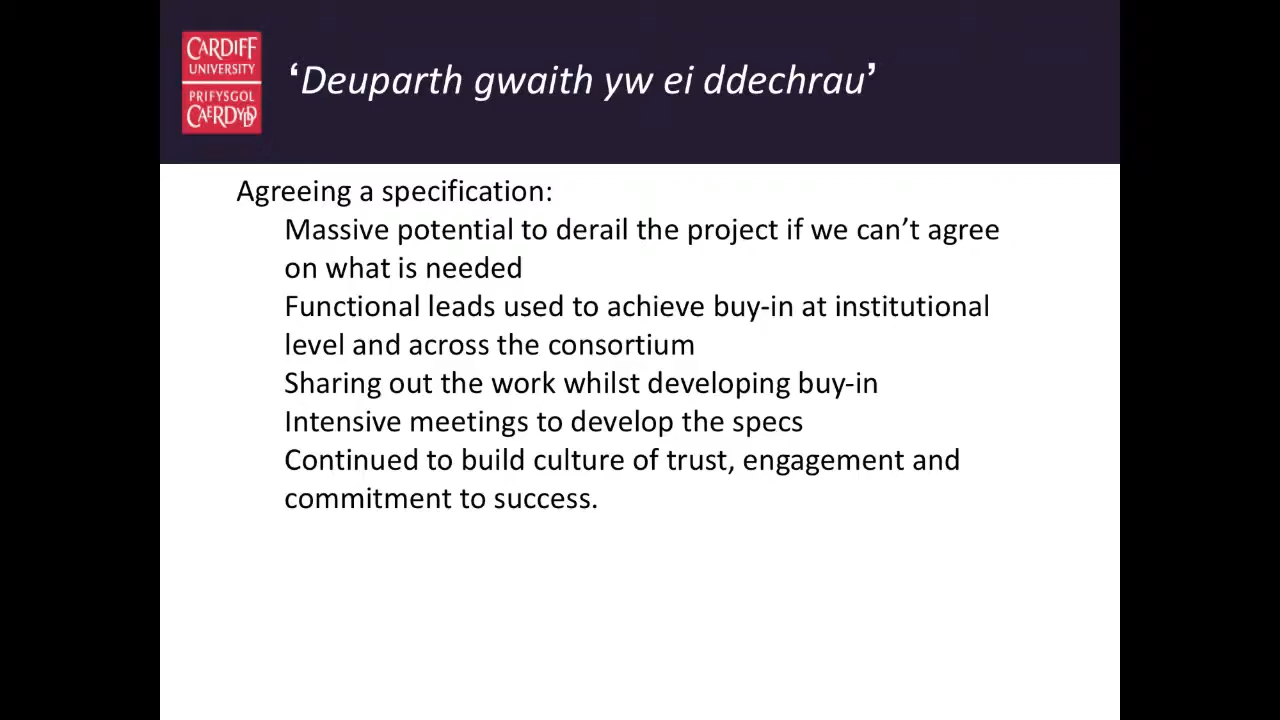 CARDIFF
UNIVERSITY
PRIFYSGOL
CAERDYDD
‘Deuparth gwaith yw ei ddechrau’
Agreeing a specification:
Massive potential to derail the project if we can’t agree
on what is needed
Functional leads used to achieve buy-in at institutional
level and across the consortium
Sharing out the work whilst developing buy-in
Intensive meetings to develop the specs
Continued to build culture of trust, engagement and
commitment to success.